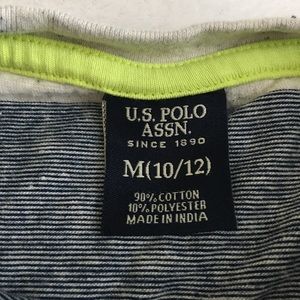 U.S. POLO
ASSN.
SINCE 1890
M(10/12)
90% COTTON
10% POLYESTER
MADE IN INDIA